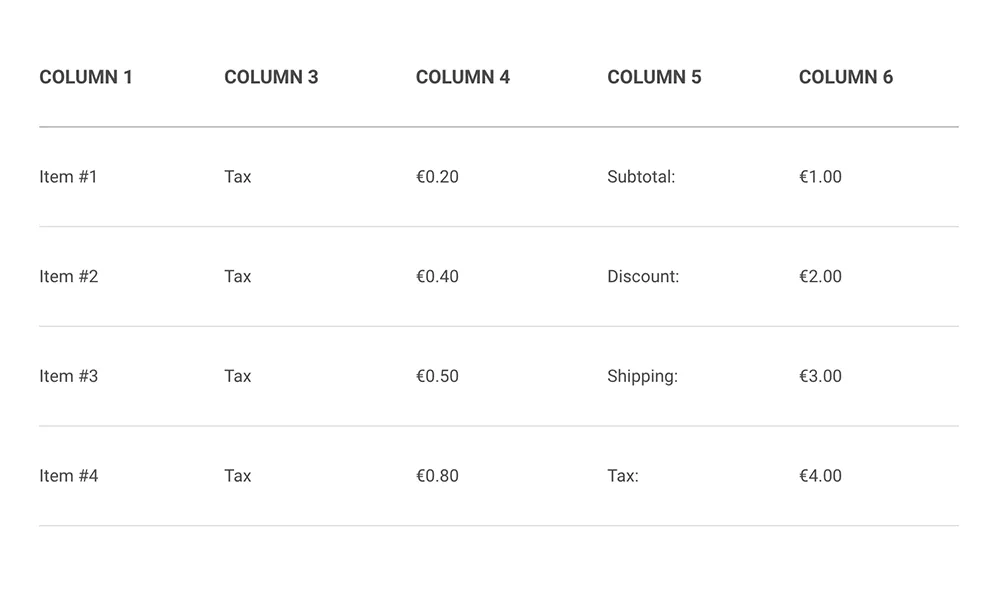 COLUMN 1 COLUMN 3 COLUMN 4 COLUMN 5 COLUMN 6
Item #1 Tax €0.20 Subtotal: €1.00
Item #2 Tax €0.40 Discount: €2.00
Item #3 Tax €0.50 Shipping: €3.00
Item #4 Tax €0.80 Tax: €4.00